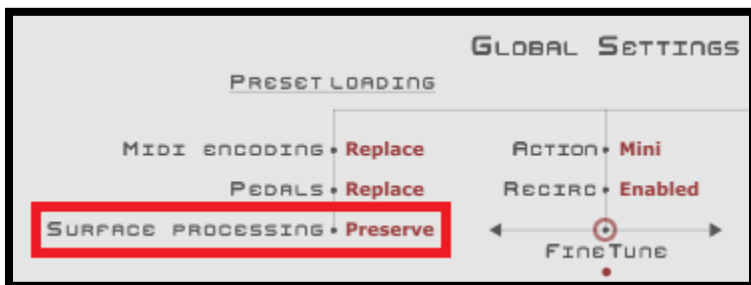 Global Settings
Preset loading
Midi encoding • Replace
Action • Mini
Pedals • Replace
Recirc • Enabled
Surface processing • Preserve
FineTune